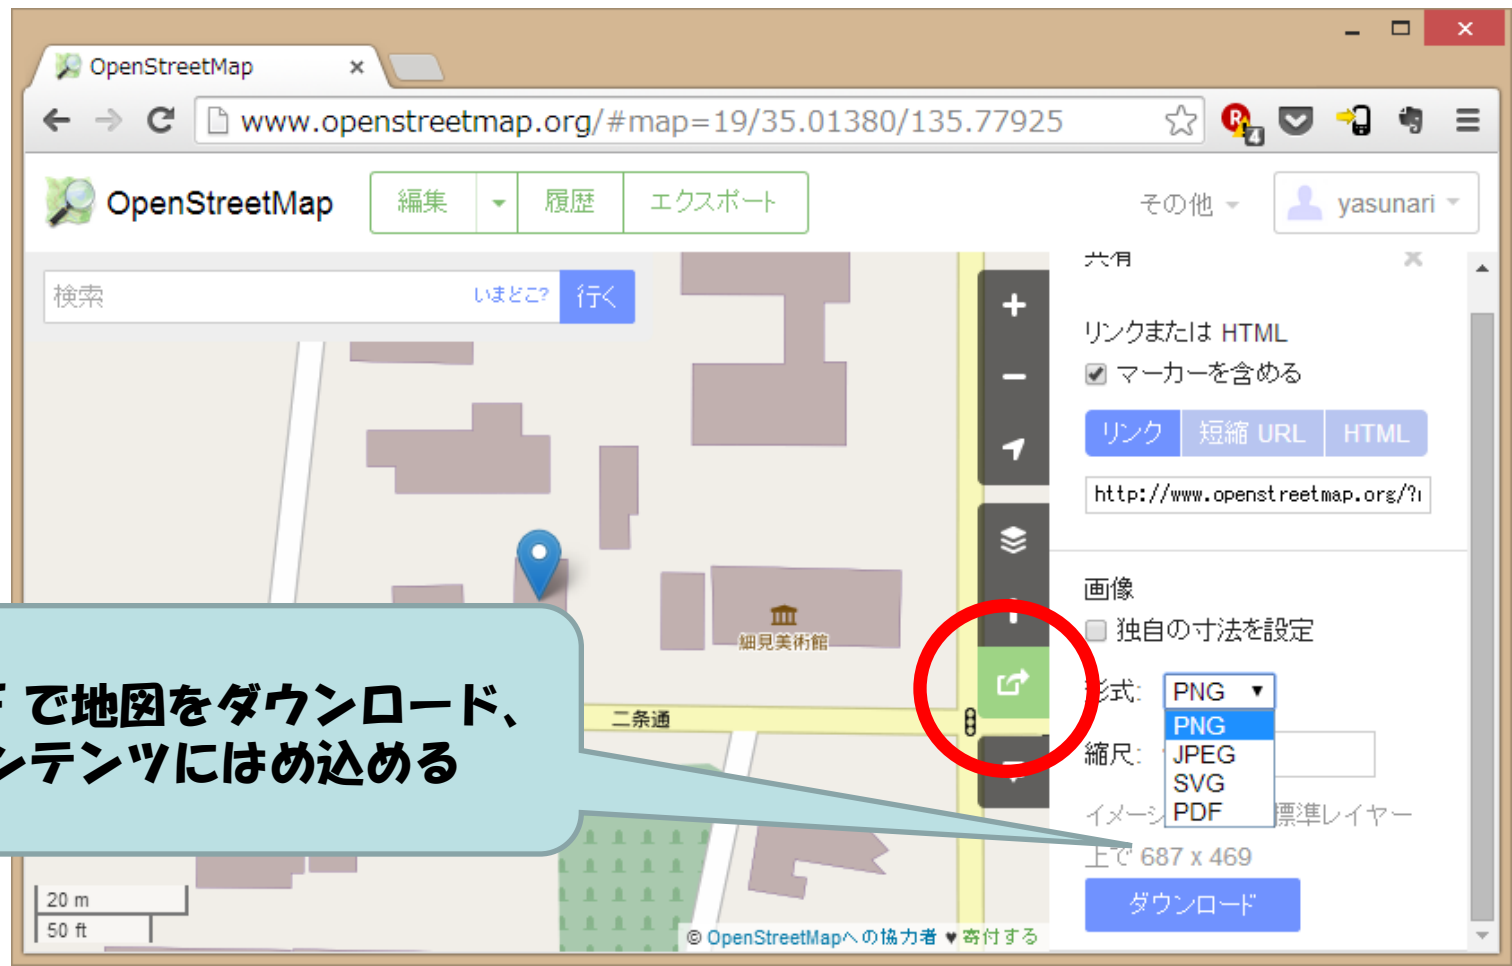 OpenStreetMap
www.openstreetmap.org/#map=19/35.01380/135.77925
4
OpenStreetMap
編集
履歴
エクスポート
その他
yasunari
検索
いまどこ?
行く
共有
リンクまたは HTML
マーカーを含める
リンク
短縮 URL
HTML
http://www.openstreetmap.org/?
画像
独自の寸法を設定
形式: PNG
PNG
JPEG
SVG
PDF
縮尺:
イメージ 標準レイヤー
上で 687 x 469
ダウンロード
細見美術館
二条通
で地図をダウンロード、
ンテンツにはめ込める
20 m
50 ft
© OpenStreetMapへの協力者 ♥ 寄付する